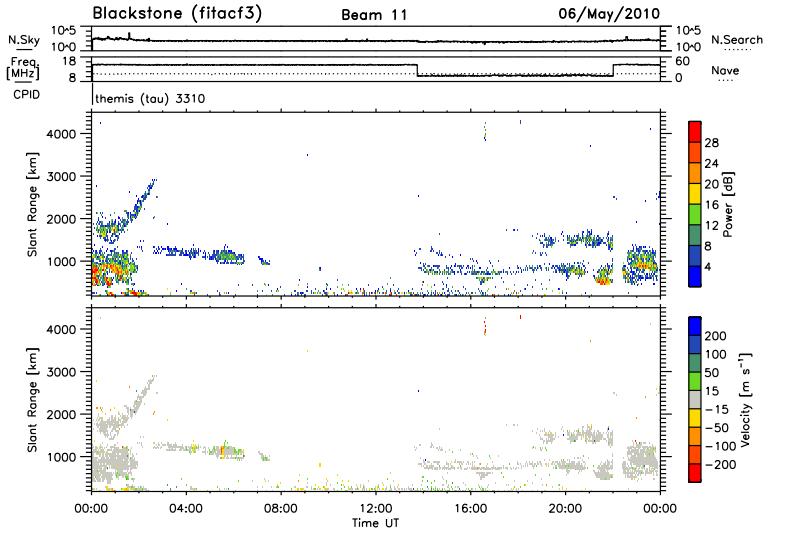 Blackstone (fitacf3) Beam 11 06/May/2010
N.Sky 10^5 10^0 10^5 10^0 N.Search
Freq. [MHz] 18 8 60 0 Nave
CPID themis (tau) 3310
Slant Range [km] 4000 3000 2000 1000
Power [dB] 28 24 20 16 12 8 4
Slant Range [km] 4000 3000 2000 1000
Velocity [m s⁻¹] 200 100 50 15 -15 -50 -100 -200
00:00 04:00 08:00 12:00 16:00 20:00 00:00
Time UT